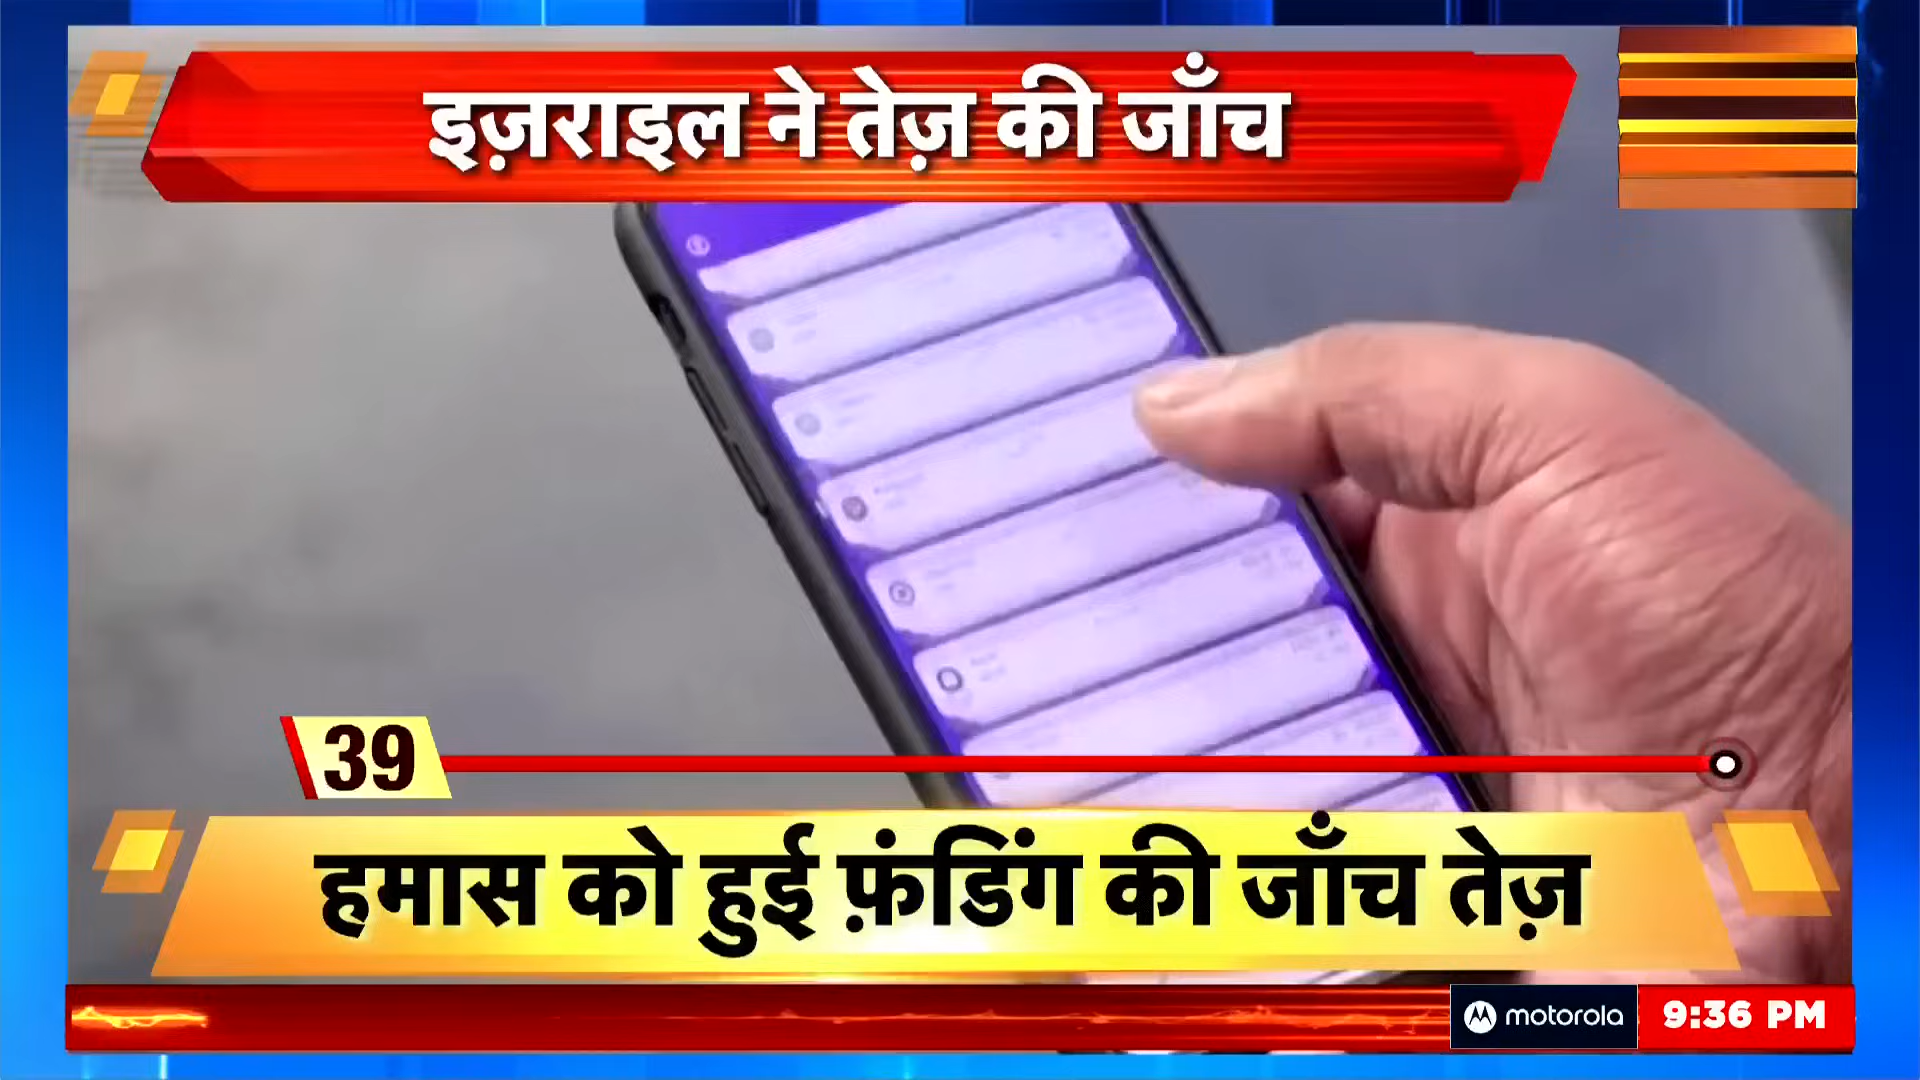 इज़राइल ने तेज़ की जाँच
39
हमास को हुई फ़ंडिंग की जाँच तेज़
motorola
9:36 PM